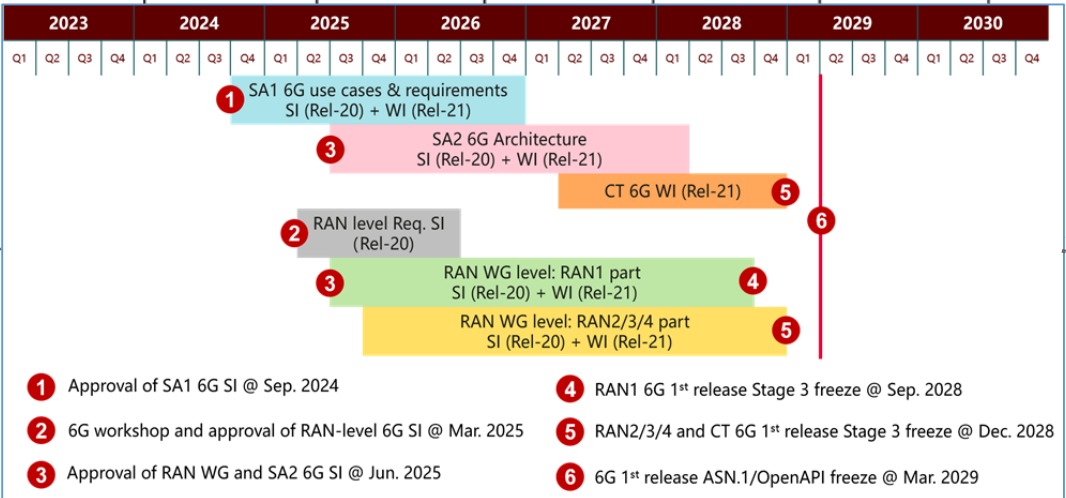 2023 2024 2025 2026 2027 2028 2029 2030
Q1 Q2 Q3 Q4 Q1 Q2 Q3 Q4 Q1 Q2 Q3 Q4 Q1 Q2 Q3 Q4 Q1 Q2 Q3 Q4 Q1 Q2 Q3 Q4 Q1 Q2 Q3 Q4 Q1 Q2 Q3 Q4
1 SA1 6G use cases & requirements
SI (Rel-20) + WI (Rel-21)
3 SA2 6G Architecture
SI (Rel-20) + WI (Rel-21)
CT 6G WI (Rel-21) 5
6
2 RAN level Req. SI
(Rel-20)
3 RAN WG level: RAN1 part 4
SI (Rel-20) + WI (Rel-21)
RAN WG level: RAN2/3/4 part 5
SI (Rel-20) + WI (Rel-21)
1 Approval of SA1 6G SI @ Sep. 2024
2 6G workshop and approval of RAN-level 6G SI @ Mar. 2025
3 Approval of RAN WG and SA2 6G SI @ Jun. 2025
4 RAN1 6G 1st release Stage 3 freeze @ Sep. 2028
5 RAN2/3/4 and CT 6G 1st release Stage 3 freeze @ Dec. 2028
6 6G 1st release ASN.1/OpenAPI freeze @ Mar. 2029